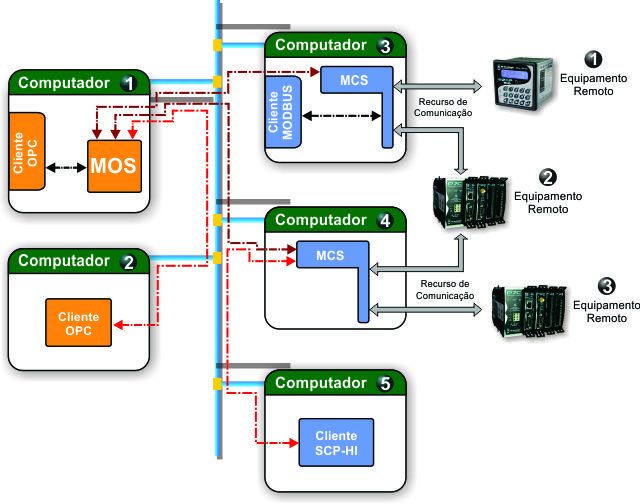 Computador 1
Cliente
OPC
MOS
Computador 2
Cliente
OPC
Computador 3
MCS
Cliente
MODBUS
Recurso de
Comunicação
1
Equipamento
Remoto
2
Equipamento
Remoto
Computador 4
MCS
Recurso de
Comunicação
3
Equipamento
Remoto
Computador 5
Cliente
SCP-HI